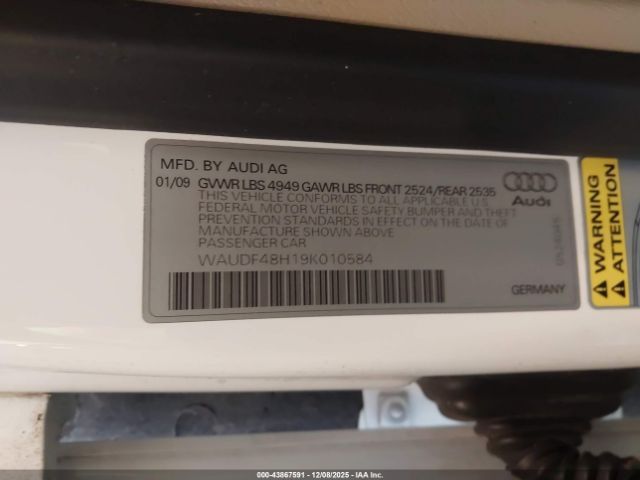 MFD. BY AUDI AG
01/09 GVWR LBS 4949 GAWR LBS FRONT 2524/REAR 2535
THIS VEHICLE CONFORMS TO ALL APPLICABLE U.S.
FEDERAL MOTOR VEHICLE SAFETY BUMPER AND THEFT
PREVENTION STANDARDS IN EFFECT ON THE DATE OF
MANUFACTURE SHOWN ABOVE
PASSENGER CAR
WAUDF48H19K010584
Audi
GERMANY
WARNING
AVERTISSEMENT
000-43867591 - 12/08/2025 - IAA Inc.